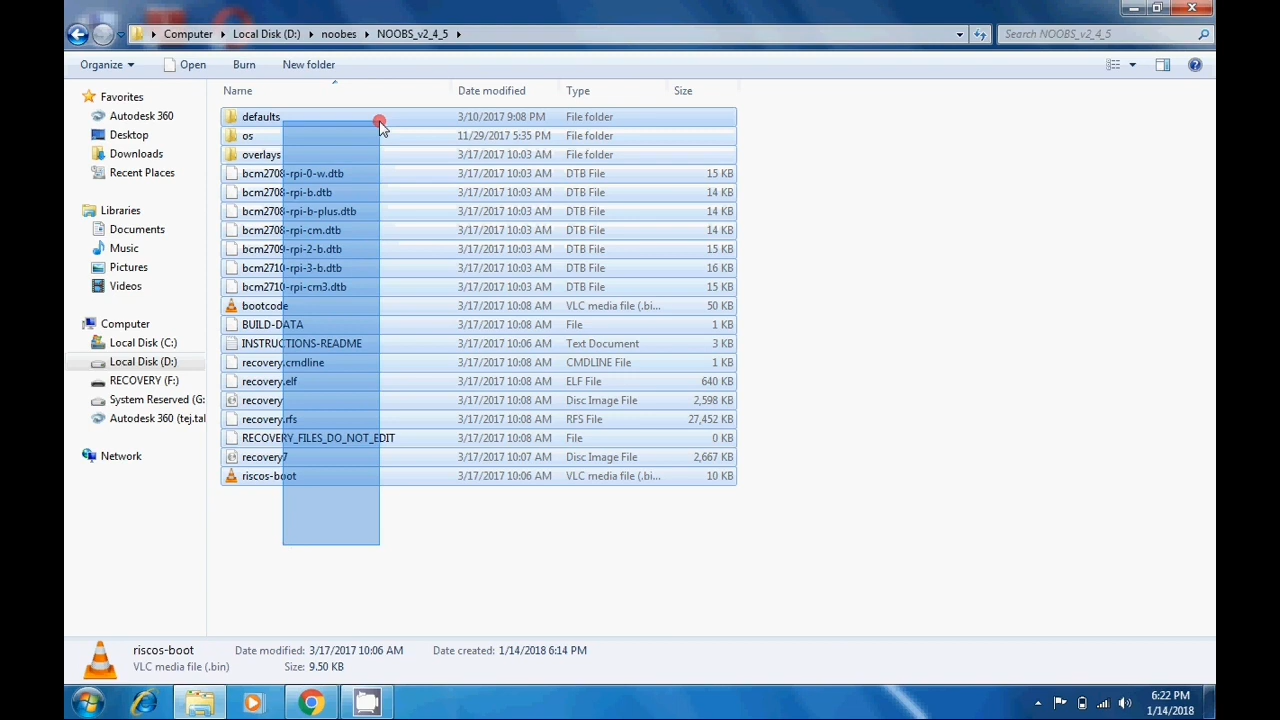 Computer Local Disk (D:) noobes NOOBS_v2_4_5
Search NOOBS_v2_4_5
Organize Open Burn New folder
Name Date modified Type Size
Favorites
Autodesk 360
Desktop
Downloads
Recent Places
Libraries
Documents
Music
Pictures
Videos
Computer
Local Disk (C:)
Local Disk (D:)
RECOVERY (F:)
System Reserved (G:
Autodesk 360 (tej.tal
Network
defaults 3/10/2017 9:08 PM File folder
os 11/29/2017 5:35 PM File folder
overlays 3/17/2017 10:03 AM File folder
bcm2708-rpi-0-w.dtb 3/17/2017 10:03 AM DTB File 15 KB
bcm2708-rpi-b.dtb 3/17/2017 10:03 AM DTB File 14 KB
bcm2708-rpi-b-plus.dtb 3/17/2017 10:03 AM DTB File 14 KB
bcm2708-rpi-cm.dtb 3/17/2017 10:03 AM DTB File 14 KB
bcm2709-rpi-2-b.dtb 3/17/2017 10:03 AM DTB File 15 KB
bcm2710-rpi-3-b.dtb 3/17/2017 10:03 AM DTB File 16 KB
bcm2710-rpi-cm3.dtb 3/17/2017 10:03 AM DTB File 15 KB
bootcode 3/17/2017 10:08 AM VLC media file (.bi... 50 KB
BUILD-DATA 3/17/2017 10:08 AM File 1 KB
INSTRUCTIONS-README 3/17/2017 10:06 AM Text Document 3 KB
recovery.cmdline 3/17/2017 10:08 AM CMDLINE File 1 KB
recovery.elf 3/17/2017 10:08 AM ELF File 640 KB
recovery 3/17/2017 10:08 AM Disc Image File 2,598 KB
recovery.rfs 3/17/2017 10:08 AM RFS File 27,452 KB
RECOVERY_FILES_DO_NOT_EDIT 3/17/2017 10:08 AM File 0 KB
recovery7 3/17/2017 10:07 AM Disc Image File 2,667 KB
riscos-boot 3/17/2017 10:06 AM VLC media file (.bi... 10 KB
riscos-boot Date modified: 3/17/2017 10:06 AM Date created: 1/14/2018 6:14 PM
VLC media file (.bin) Size: 9.50 KB
6:22 PM
1/14/2018